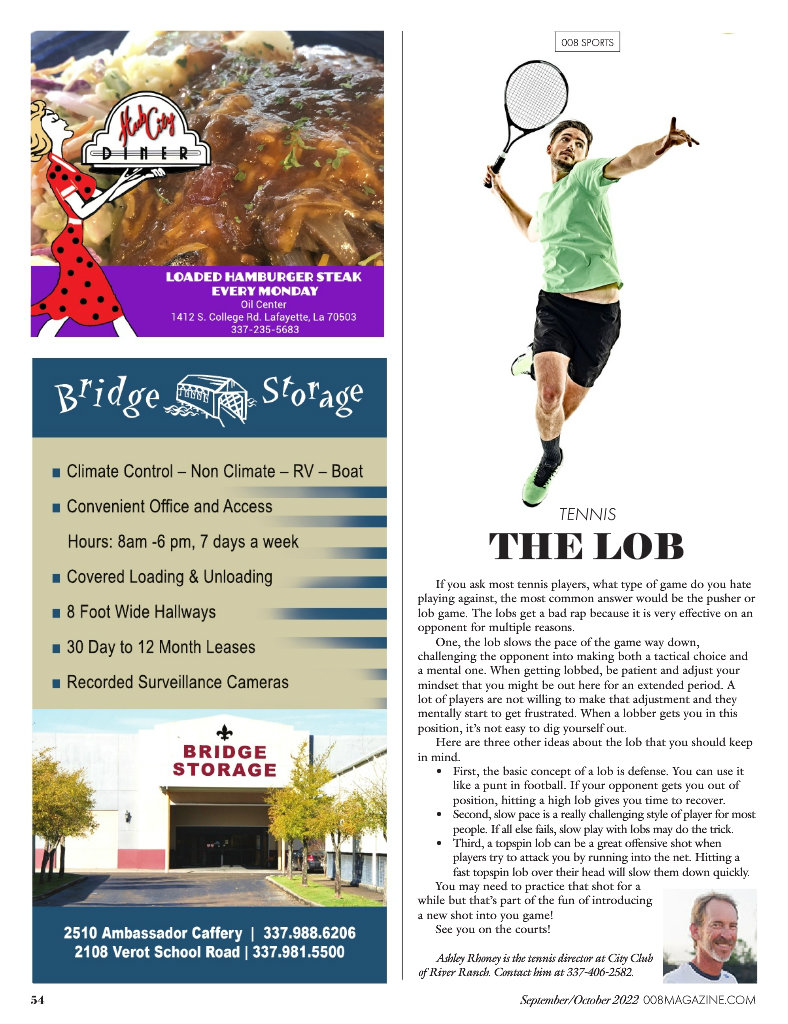 Hub City
DINER
LOADED HAMBURGER STEAK
EVERY MONDAY
Oil Center
1412 S. College Rd. Lafayette, La 70503
337-235-5683
Bridge Storage
Climate Control – Non Climate – RV – Boat
Convenient Office and Access
Hours: 8am -6 pm, 7 days a week
Covered Loading & Unloading
8 Foot Wide Hallways
30 Day to 12 Month Leases
Recorded Surveillance Cameras
BRIDGE
STORAGE
2510 Ambassador Caffery | 337.988.6206
2108 Verot School Road | 337.981.5500
008 SPORTS
TENNIS
THE LOB
If you ask most tennis players, what type of game do you hate
playing against, the most common answer would be the pusher or
lob game. The lobs get a bad rap because it is very effective on an
opponent for multiple reasons.
One, the lob slows the pace of the game way down,
challenging the opponent into making both a tactical choice and
a mental one. When getting lobbed, be patient and adjust your
mindset that you might be out here for an extended period. A
lot of players are not willing to make that adjustment and they
mentally start to get frustrated. When a lobber gets you in this
position, it's not easy to dig yourself out.
Here are three other ideas about the lob that you should keep
in mind.
• First, the basic concept of a lob is defense. You can use it
like a punt in football. If your opponent gets you out of
position, hitting a high lob gives you time to recover.
• Second, slow pace is a really challenging style of player for most
people. If all else fails, slow play with lobs may do the trick.
• Third, a topspin lob can be a great offensive shot when
players try to attack you by running into the net. Hitting a
fast topspin lob over their head will slow them down quickly.
You may need to practice that shot for a
while but that's part of the fun of introducing
a new shot into you game!
See you on the courts!
Ashley Rhoney is the tennis director at City Club
of River Ranch. Contact him at 337-406-2582.
54
September/October 2022 008MAGAZINE.COM